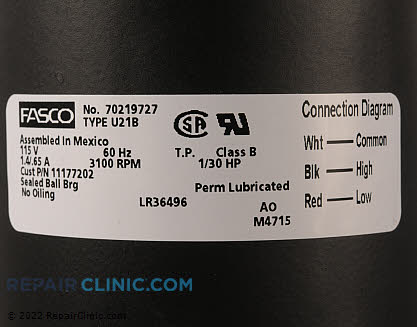 FASCO
No. 70219727
TYPE U21B
Assembled in Mexico
115 V 60 Hz T.P. Class B
1.4/.65 A 3100 RPM 1/30 HP
Cust P/N 11177202
Sealed Ball Brg Perm Lubricated
No Oiling
LR36496 AO
M4715
SA
Connection Diagram
Wht Common
Blk High
Red Low
REPAIRCLINIC.COM
© 2022 RepairClinic.com